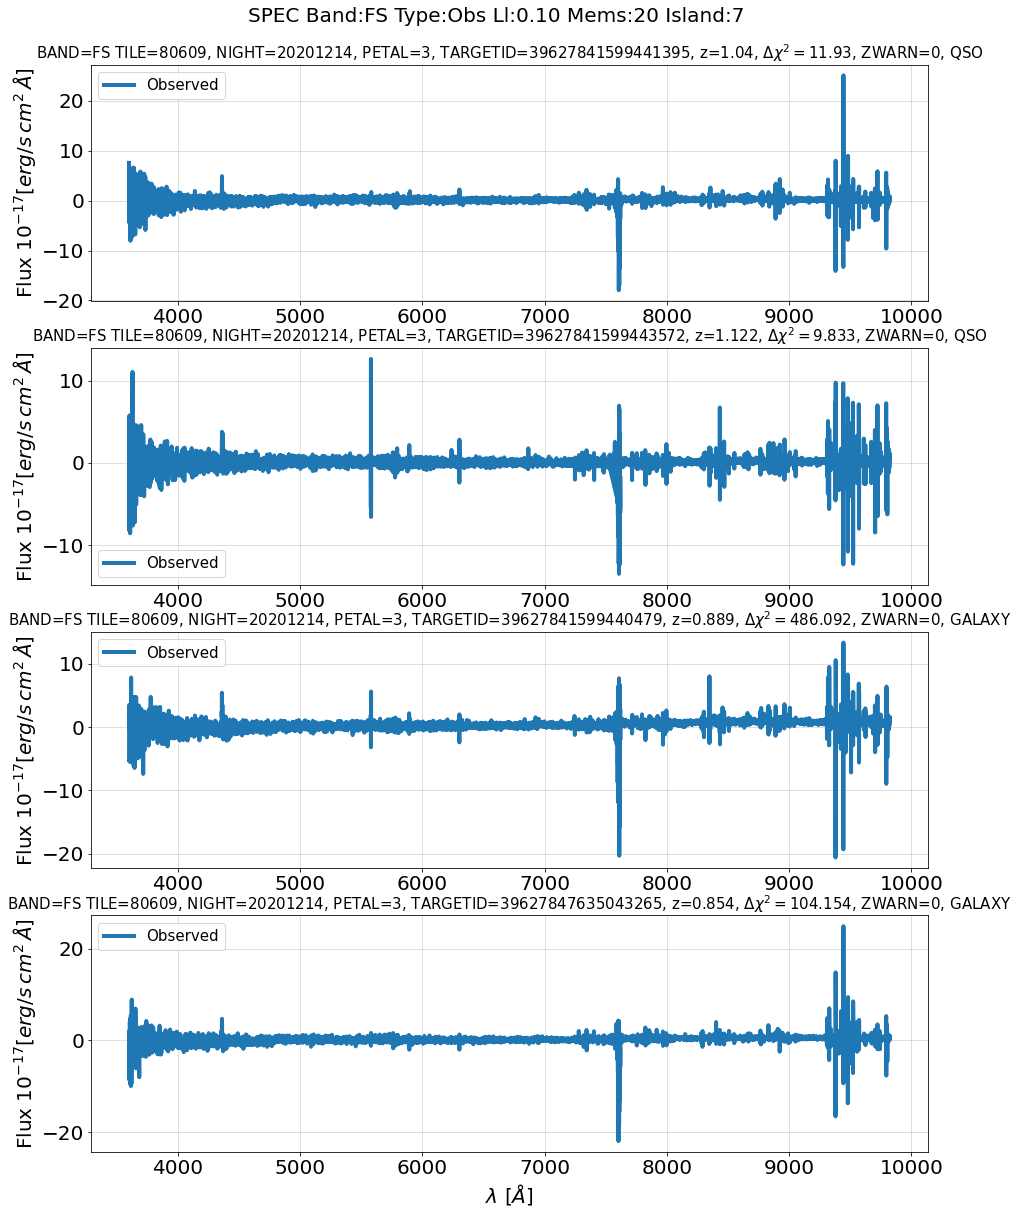 SPEC Band:FS Type:Obs Ll:0.10 Mems:20 Island:7
BAND=FS TILE=80609, NIGHT=20201214, PETAL=3, TARGETID=39627841599441395, z=1.04, Δχ² = 11.93, ZWARN=0, QSO
Observed
20
10
0
−10
−20
Flux 10⁻¹⁷[erg/s cm² Å]
4000 5000 6000 7000 8000 9000 10000
BAND=FS TILE=80609, NIGHT=20201214, PETAL=3, TARGETID=39627841599443572, z=1.122, Δχ² = 9.833, ZWARN=0, QSO
10
0
−10
Flux 10⁻¹⁷[erg/s cm² Å]
Observed
4000 5000 6000 7000 8000 9000 10000
BAND=FS TILE=80609, NIGHT=20201214, PETAL=3, TARGETID=39627841599440479, z=0.889, Δχ² = 486.092, ZWARN=0, GALAXY
Observed
10
0
−10
−20
Flux 10⁻¹⁷[erg/s cm² Å]
4000 5000 6000 7000 8000 9000 10000
BAND=FS TILE=80609, NIGHT=20201214, PETAL=3, TARGETID=39627847635043265, z=0.854, Δχ² = 104.154, ZWARN=0, GALAXY
Observed
20
0
−20
Flux 10⁻¹⁷[erg/s cm² Å]
4000 5000 6000 7000 8000 9000 10000
λ [Å]